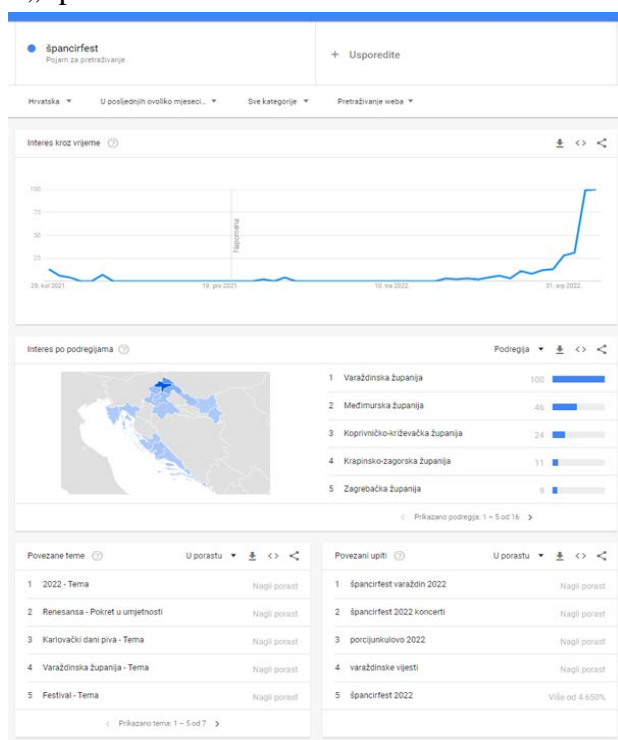 špancirfest
Pojam za pretraživanje
+ Usporedite
Hrvatska
U posljednjih ovoliko mjeseci...
Sve kategorije
Pretraživanje weba
Interes kroz vrijeme
100
75
50
25
Napomena
29. kol 2021.
19. pro 2021.
10. tra 2022.
31. srp 2022.
Interes po podregijama
Podregija
1 Varaždinska županija 100
2 Međimurska županija 46
3 Koprivničko-križevačka županija 24
4 Krapinsko-zagorska županija 11
5 Zagrebačka županija 9
Prikazano podregija: 1 – 5 od 16
Povezane teme
U porastu
1 2022 - Tema Nagli porast
2 Renesansa - Pokret u umjetnosti Nagli porast
3 Karlovački dani piva - Tema Nagli porast
4 Varaždinska županija - Tema Nagli porast
5 Festival - Tema Nagli porast
Prikazano tema: 1 – 5 od 7
Povezani upiti
U porastu
1 špancirfest varaždin 2022 Nagli porast
2 špancirfest 2022 koncerti Nagli porast
3 porcijunkulovo 2022 Nagli porast
4 varaždinske vijesti Nagli porast
5 špancirfest 2022 Više od 4.650%